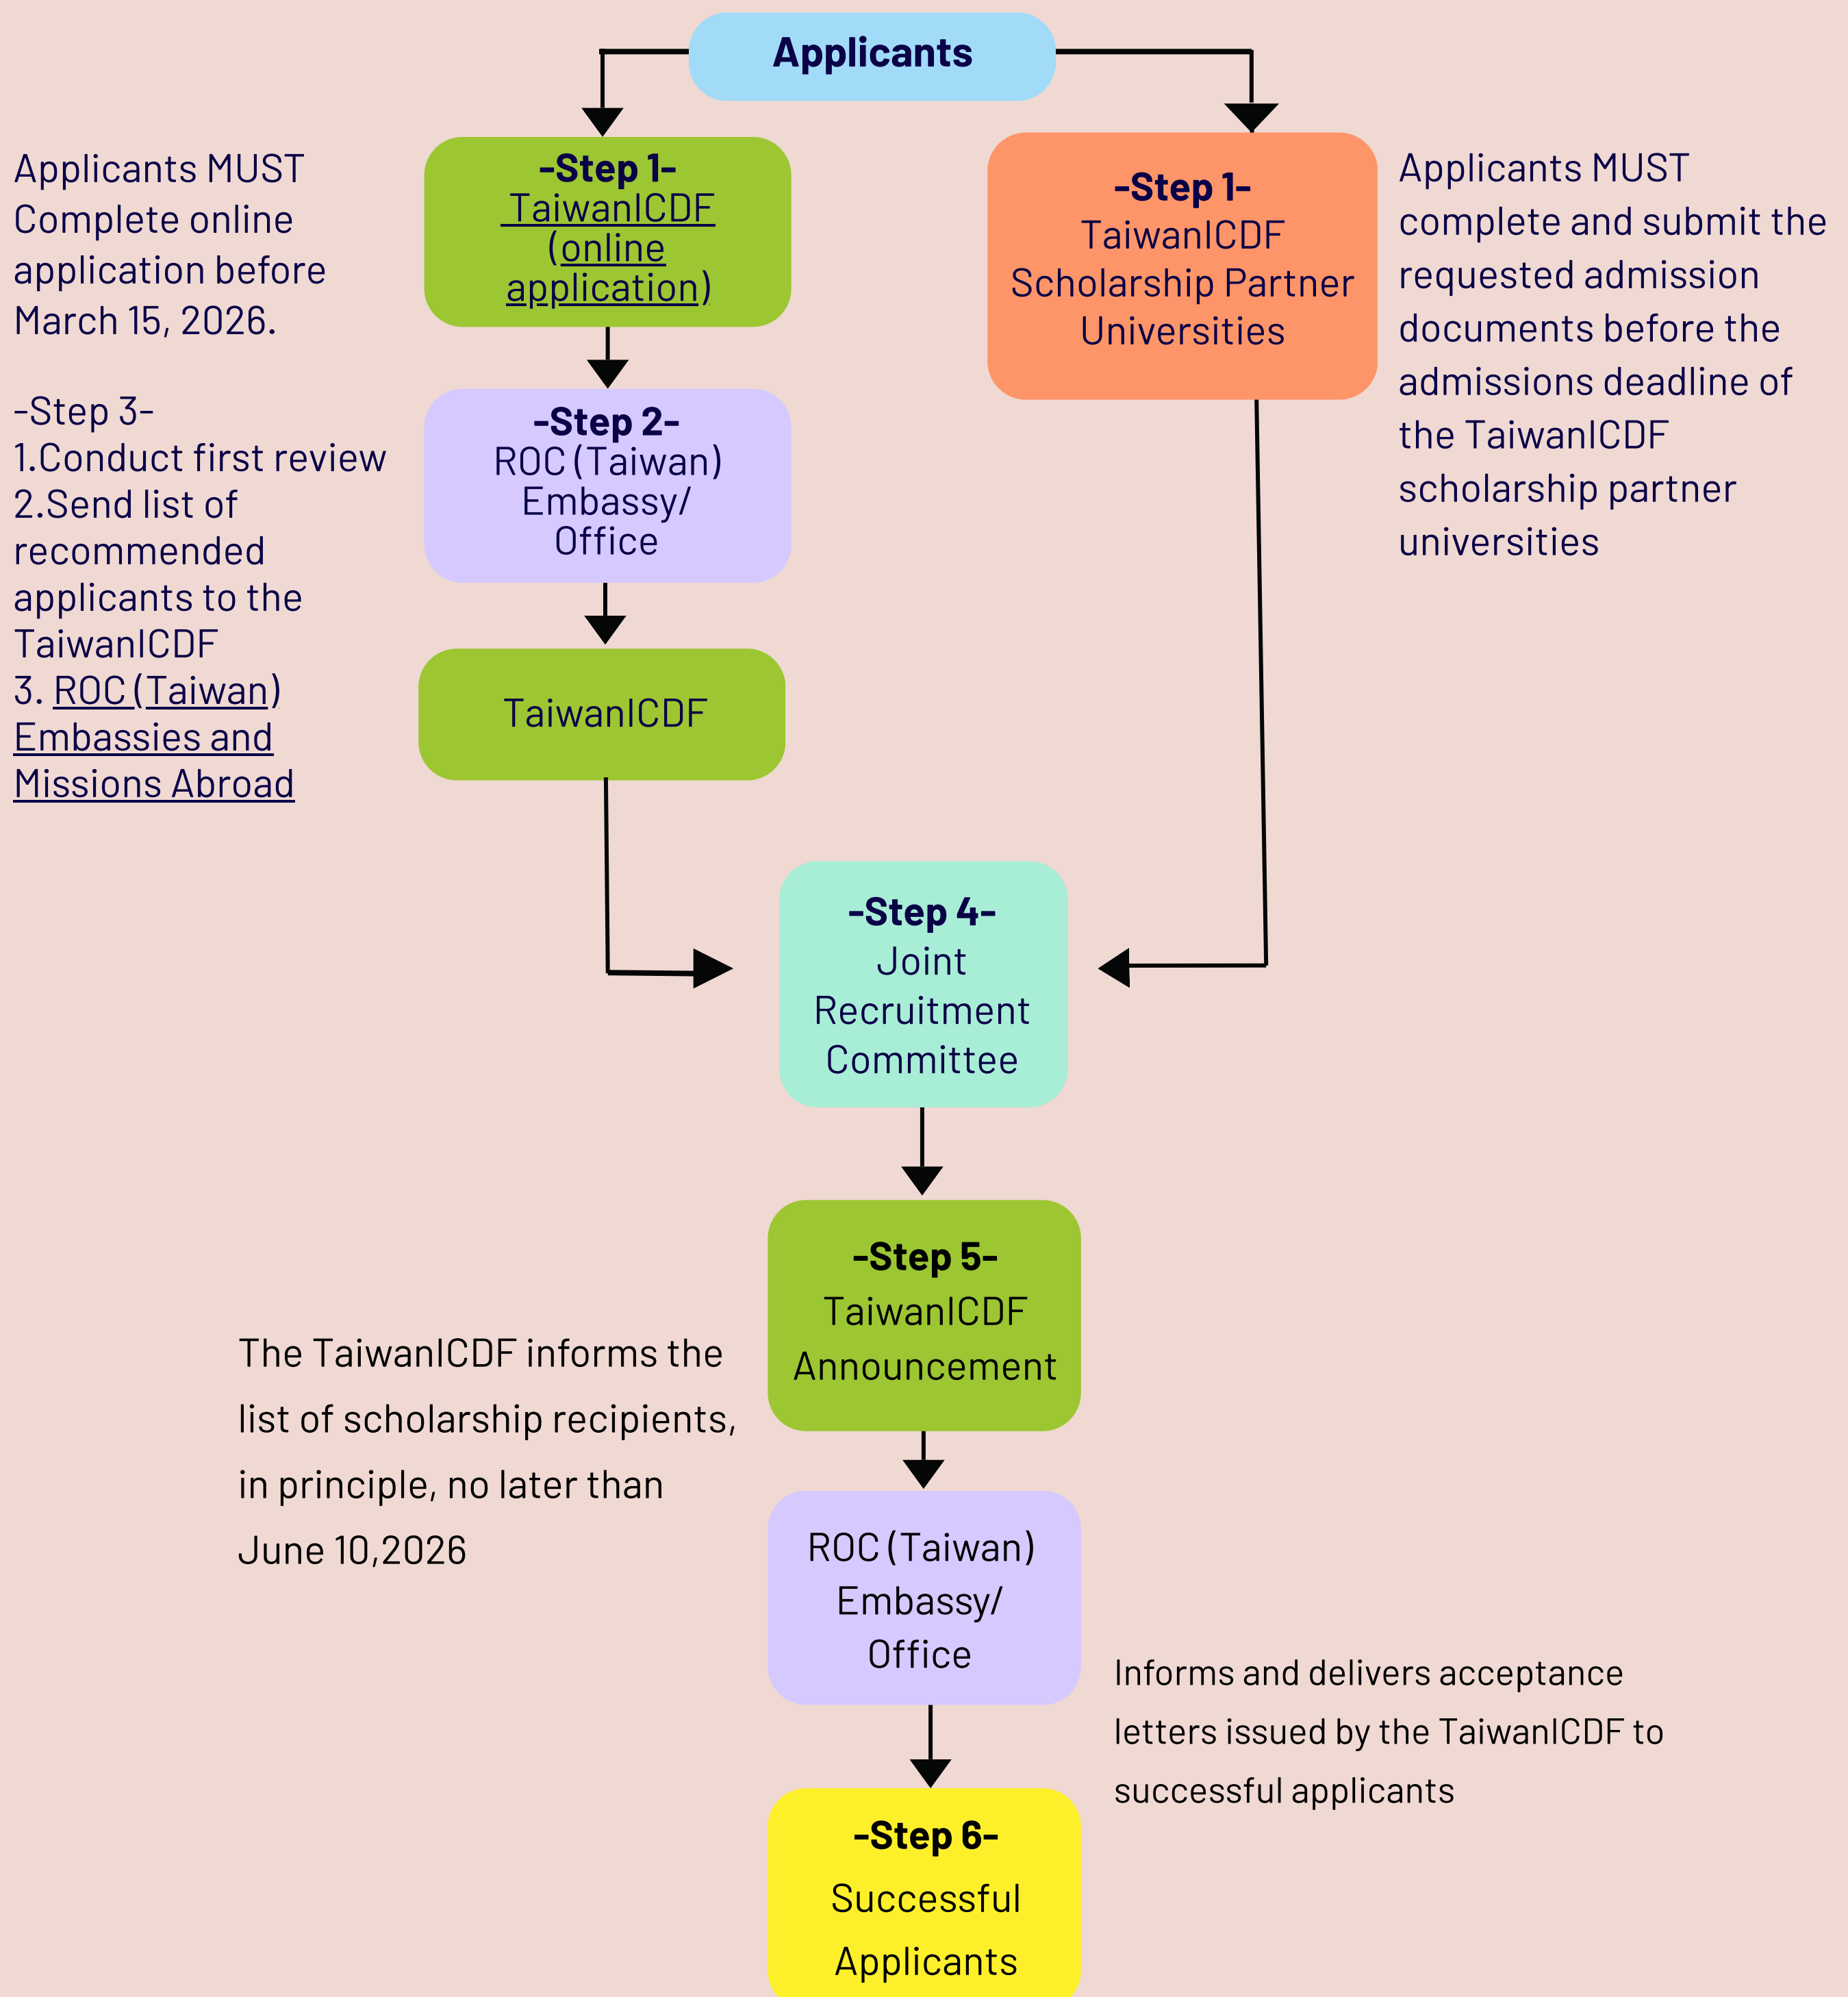 Applicants
Applicants MUST
Complete online
application before
March 15, 2026.
-Step 1-
TaiwanICDF
(online
application)
-Step 1-
TaiwanICDF
Scholarship Partner
Universities
Applicants MUST
complete and submit the
requested admission
documents before the
admissions deadline of
the TaiwanICDF
scholarship partner
universities
-Step 2-
ROC (Taiwan)
Embassy/
Office
-Step 3-
1.Conduct first review
2.Send list of
recommended
applicants to the
TaiwanICDF
3. ROC (Taiwan)
Embassies and
Missions Abroad
TaiwanICDF
-Step 4-
Joint
Recruitment
Committee
-Step 5-
TaiwanICDF
Announcement
The TaiwanICDF informs the
list of scholarship recipients,
in principle, no later than
June 10,2026
ROC (Taiwan)
Embassy/
Office
Informs and delivers acceptance
letters issued by the TaiwanICDF to
successful applicants
-Step 6-
Successful
Applicants